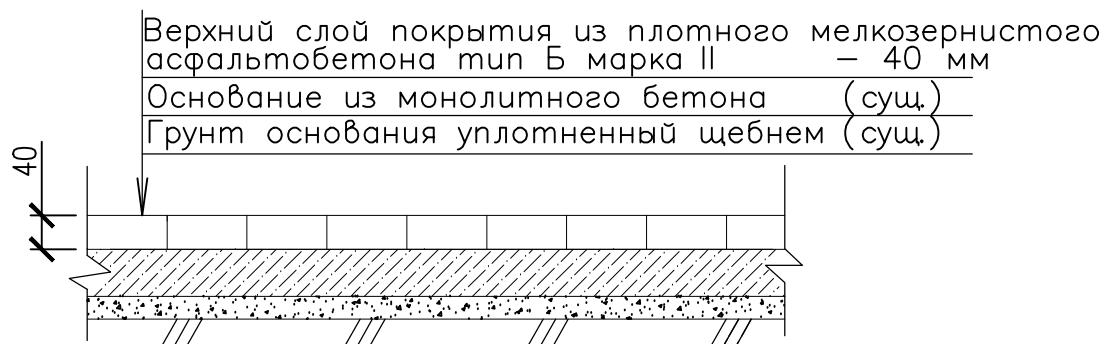 Верхний слой покрытия из плотного мелкозернистого
асфальтобетона тип Б марка II – 40 мм
Основание из монолитного бетона (сущ.)
Грунт основания уплотненный щебнем (сущ.)
40